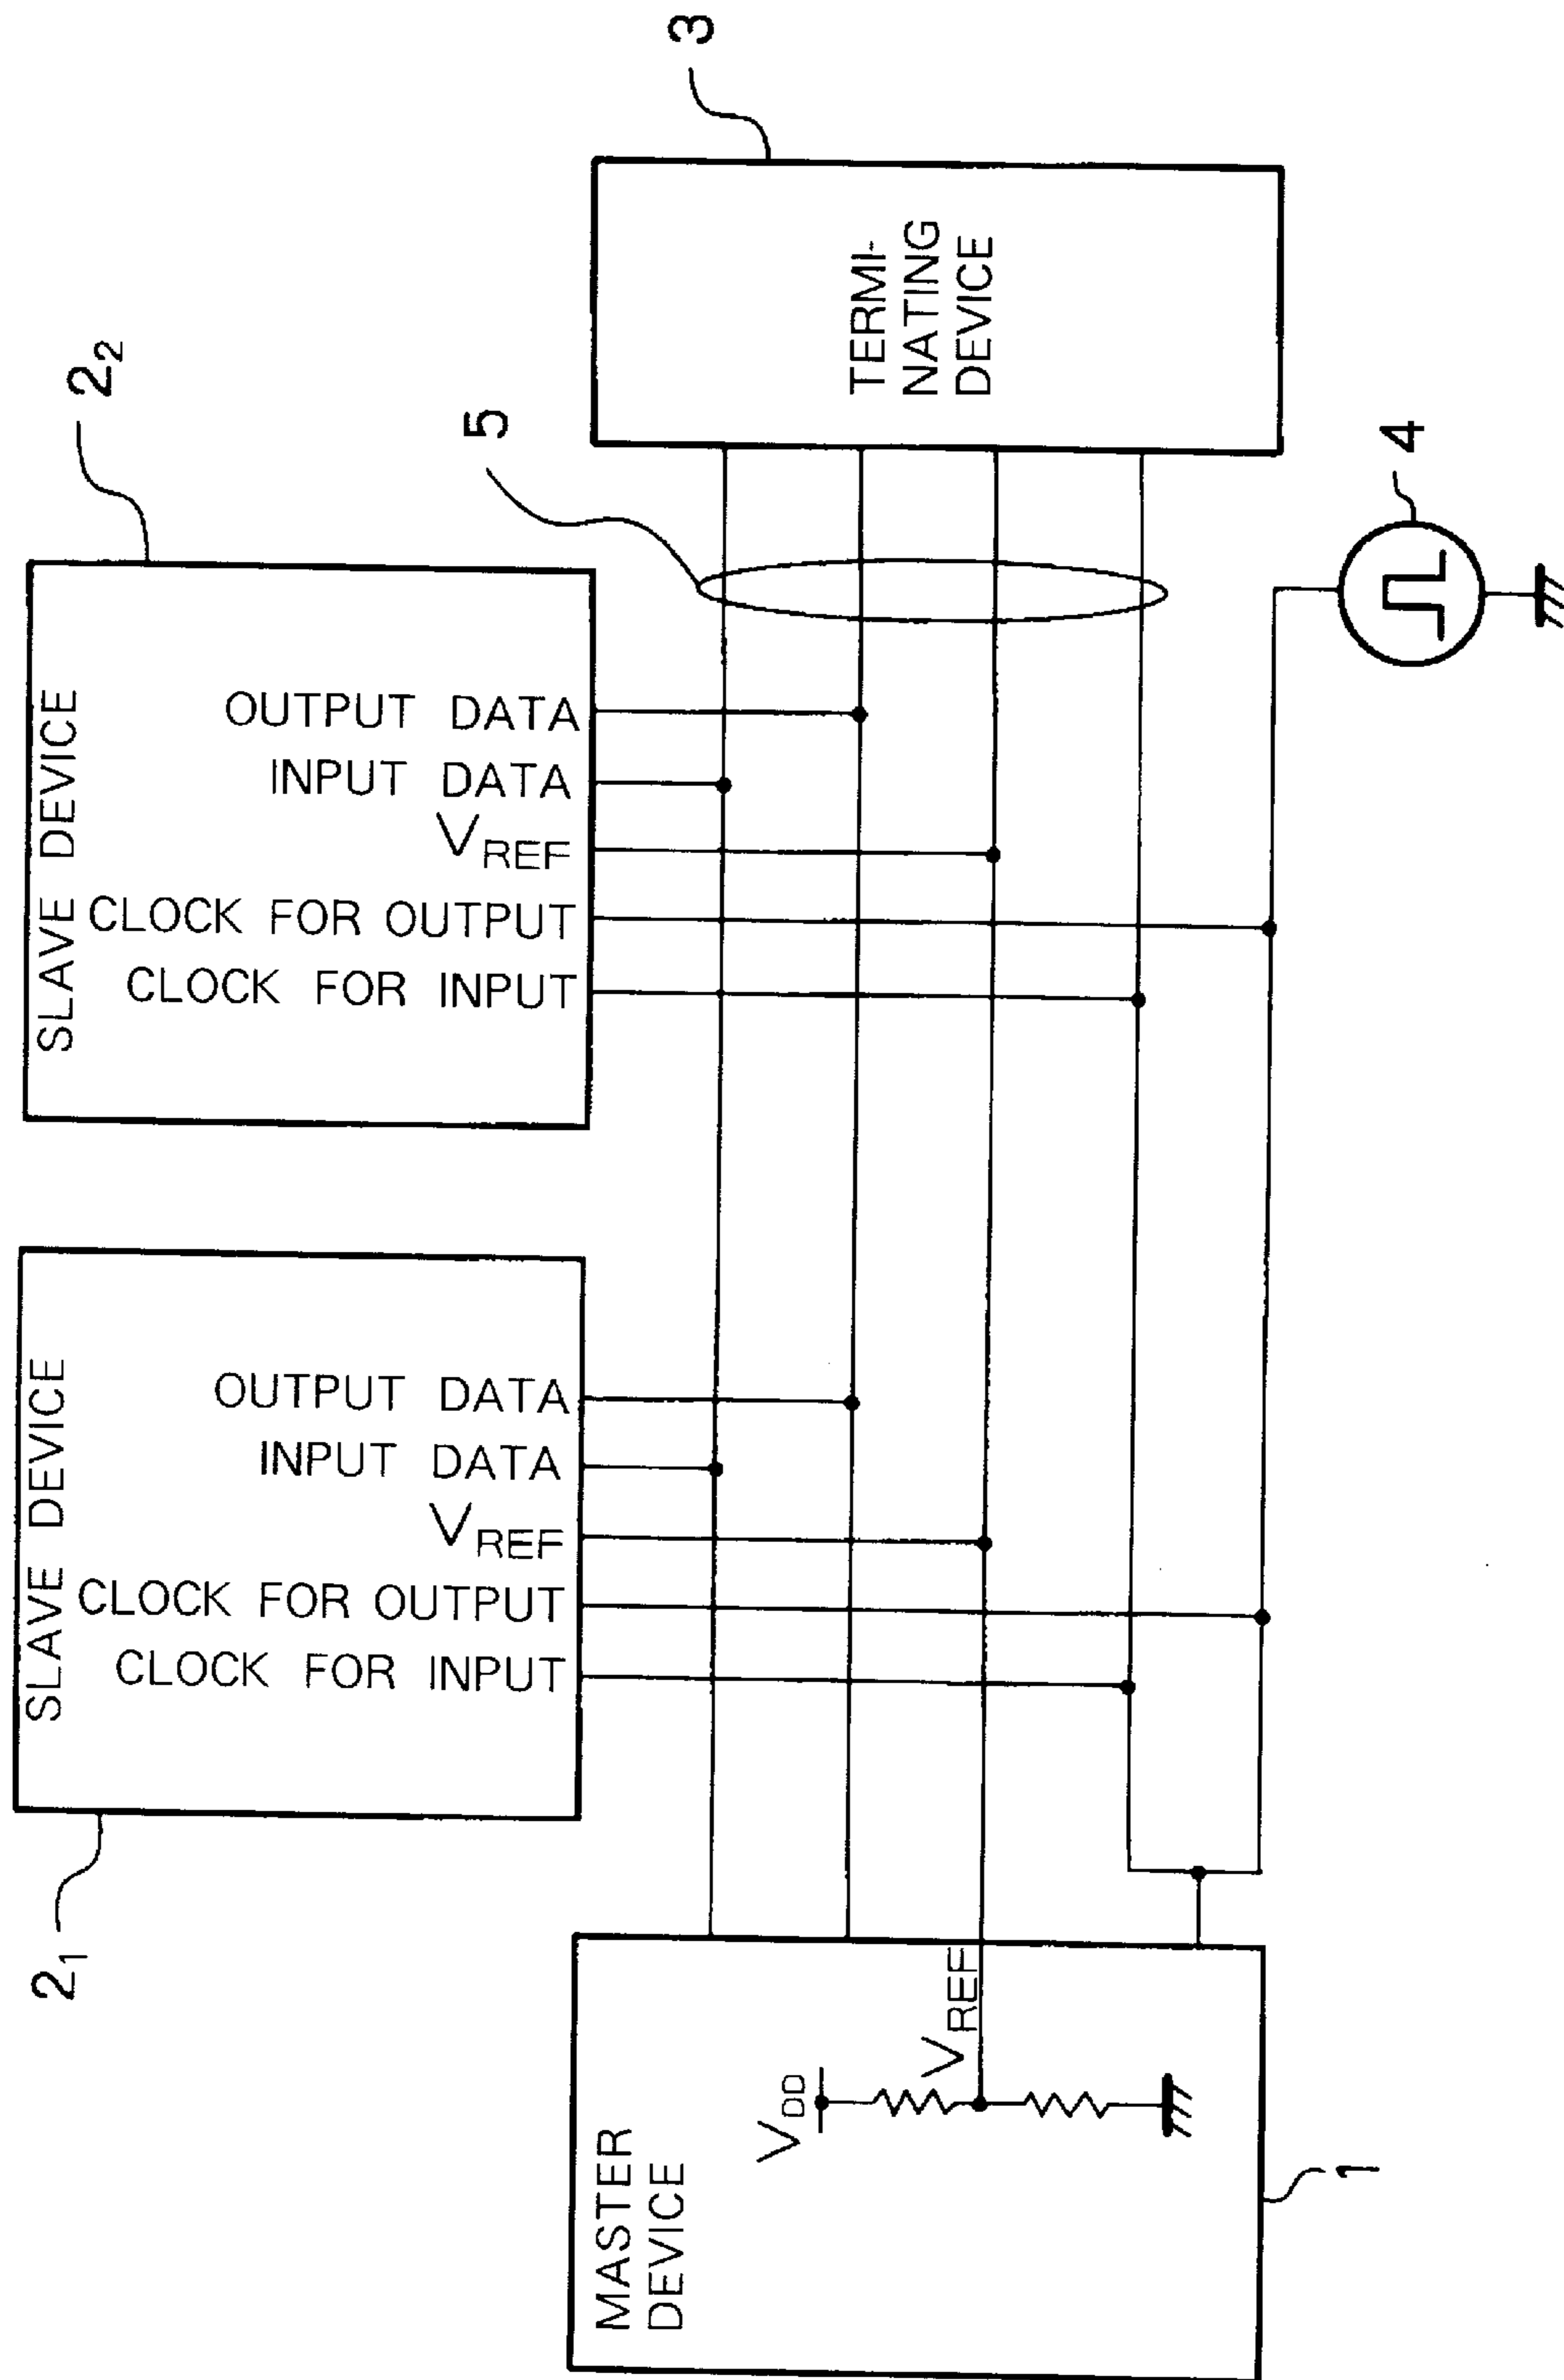 2₁
SLAVE DEVICE
CLOCK FOR INPUT
CLOCK FOR OUTPUT
V_REF
INPUT DATA
OUTPUT DATA
2₂
SLAVE DEVICE
CLOCK FOR INPUT
CLOCK FOR OUTPUT
V_REF
INPUT DATA
OUTPUT DATA
5
3
MASTER
DEVICE
V_DD
V_REF
1
TERMI-
NATING
DEVICE
4